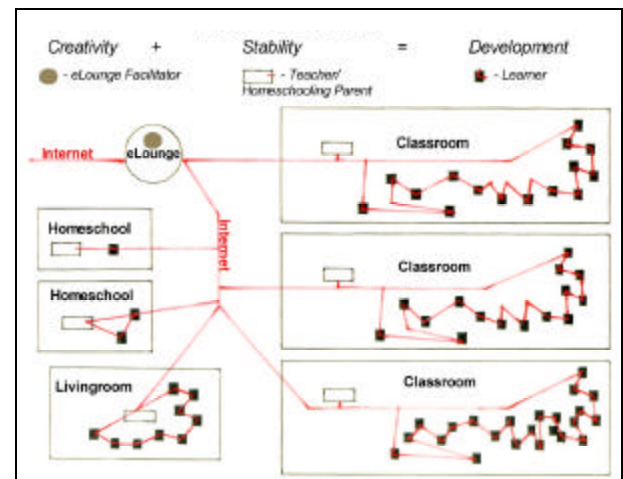 Creativity + Stability = Development
- eLounge Facilitator
- Teacher/
Homeschooling Parent
- Learner
Internet
eLounge
Classroom
Homeschool
Internet
Classroom
Homeschool
Livingroom
Classroom